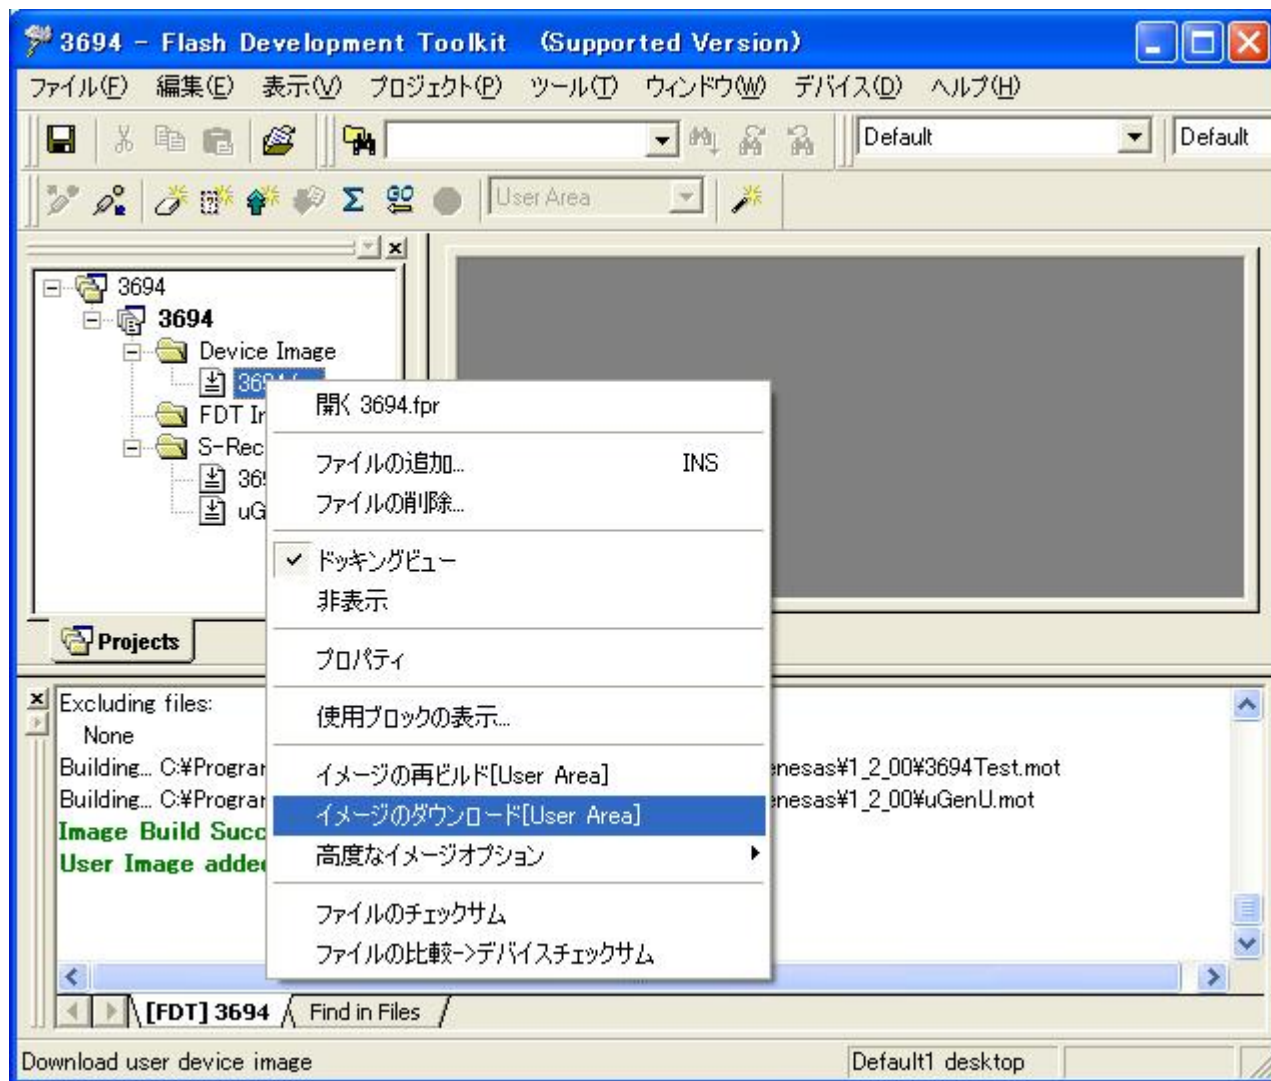 3694 - Flash Development Toolkit (Supported Version)
ファイル(F) 編集(E) 表示(V) プロジェクト(P) ツール(T) ウィンドウ(W) デバイス(D) ヘルプ(H)
Default Default
GO User Area
3694
3694
Device Image
FDT
S-Rec
Projects
開く 3694.fpr
ファイルの追加... INS
ファイルの削除...
ドッキングビュー
非表示
プロパティ
使用ブロックの表示...
イメージの再ビルド[User Area]
イメージのダウンロード[User Area]
高度なイメージオプション
ファイルのチェックサム
ファイルの比較->デバイスチェックサム
Excluding files:
None
Building... C:¥Program enesas¥1_2_00¥3694Test.mot
Building... C:¥Program enesas¥1_2_00¥uGenU.mot
Image Build Succ
User Image added
[FDT] 3694 Find in Files
Download user device image Default1 desktop